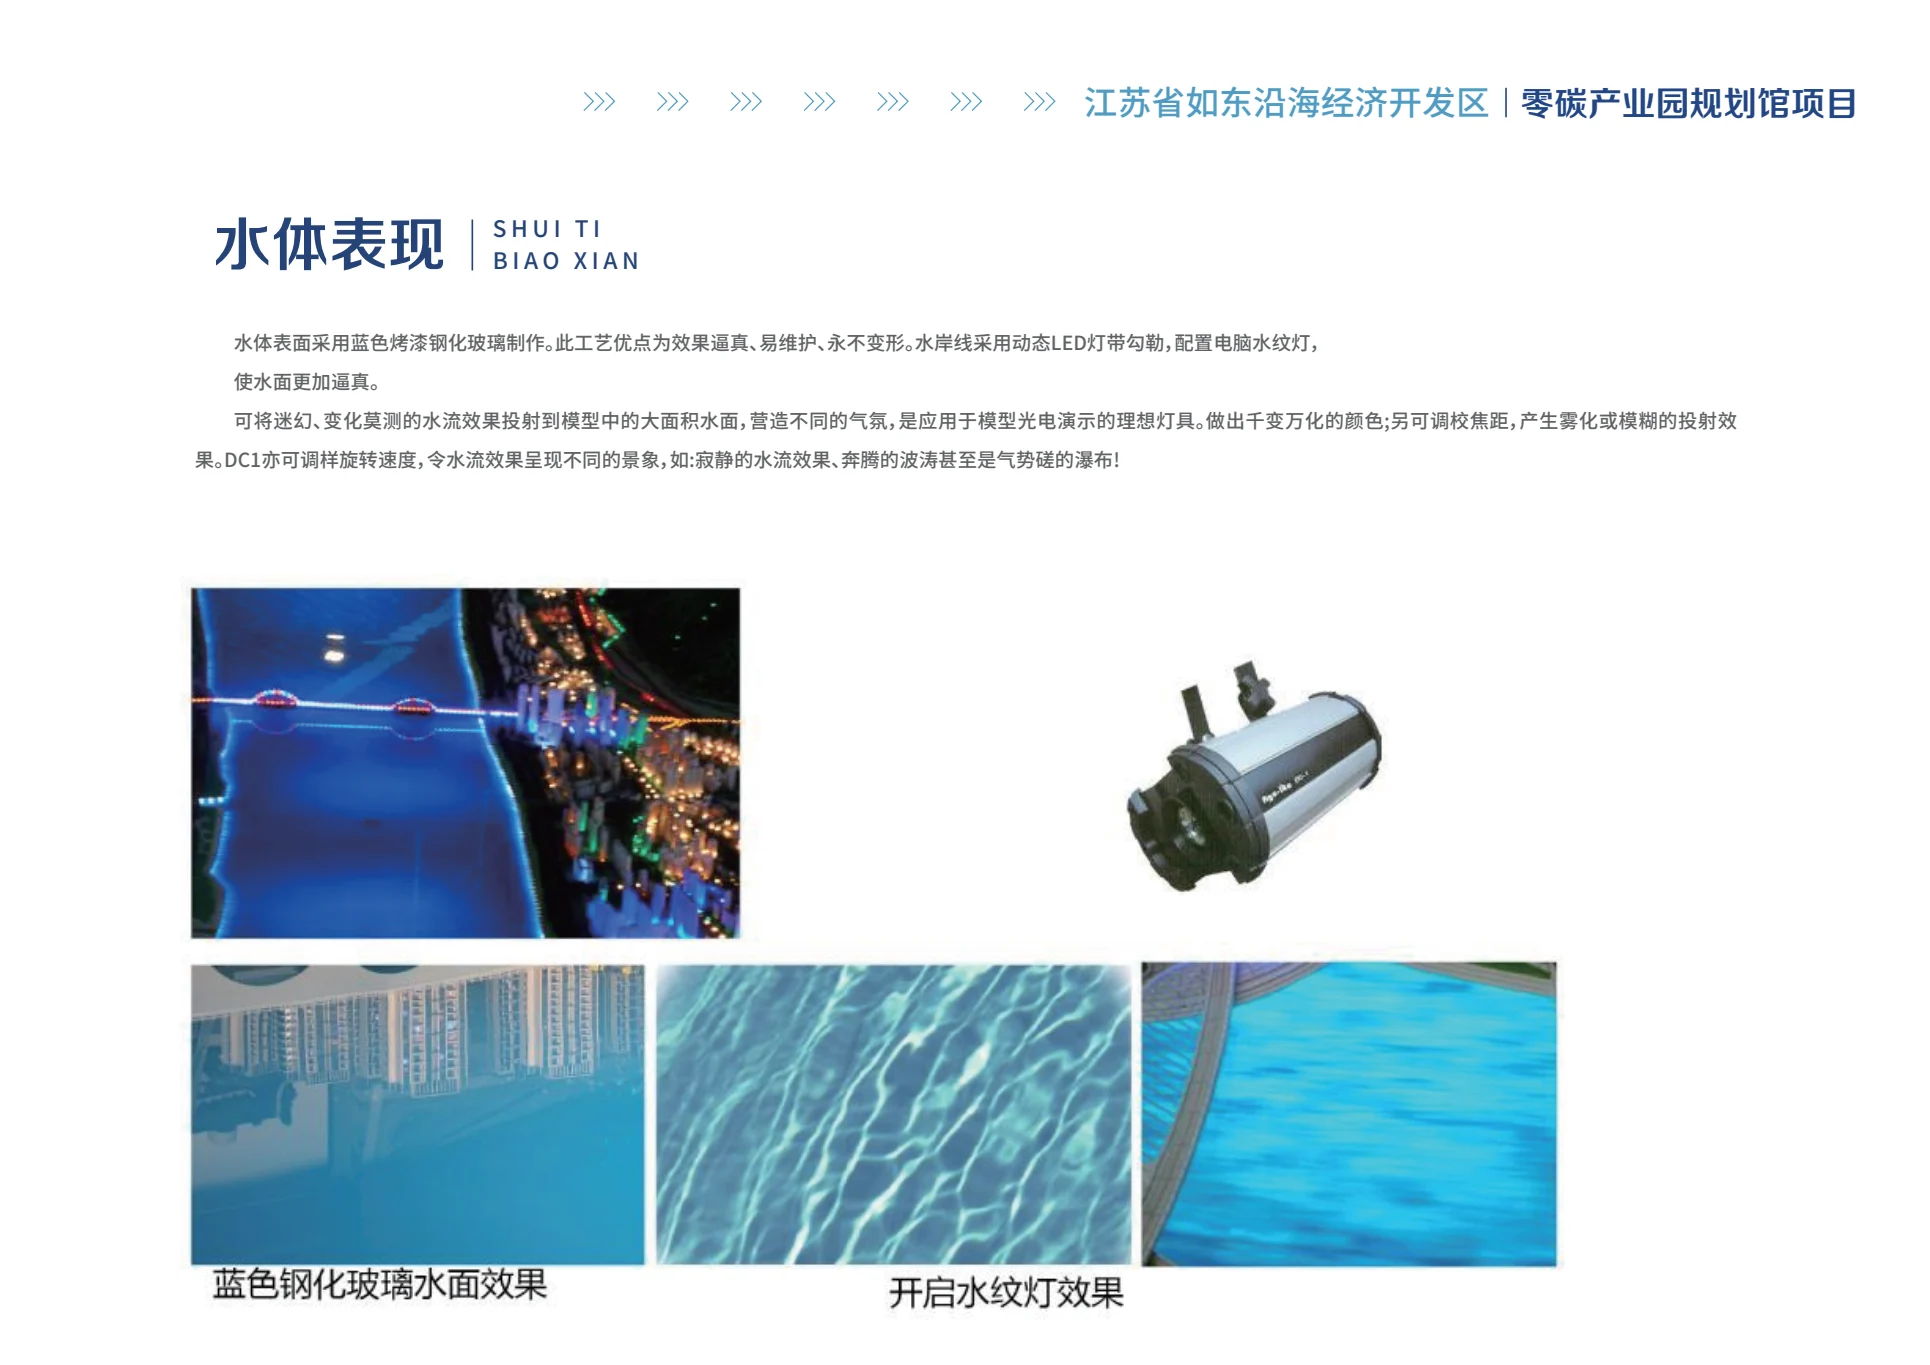 江苏省如东沿海经济开发区|零碳产业园规划馆项目
水体表现
SHUI TI
BIAO XIAN
水体表面采用蓝色烤漆钢化玻璃制作。此工艺优点为效果逼真、易维护、永不变形。水岸线采用动态LED灯带勾勒,配置电脑水纹灯,
使水面更加逼真。
可将迷幻、变化莫测的水流效果投射到模型中的大面积水面,营造不同的气氛,是应用于模型光电演示的理想灯具。做出千变万化的颜色;另可调校焦距,产生雾化或模糊的投射效
果。DC1亦可调样旋转速度,令水流效果呈现不同的景象,如:寂静的水流效果、奔腾的波涛甚至是气势磋的瀑布!
蓝色钢化玻璃水面效果
开启水纹灯效果